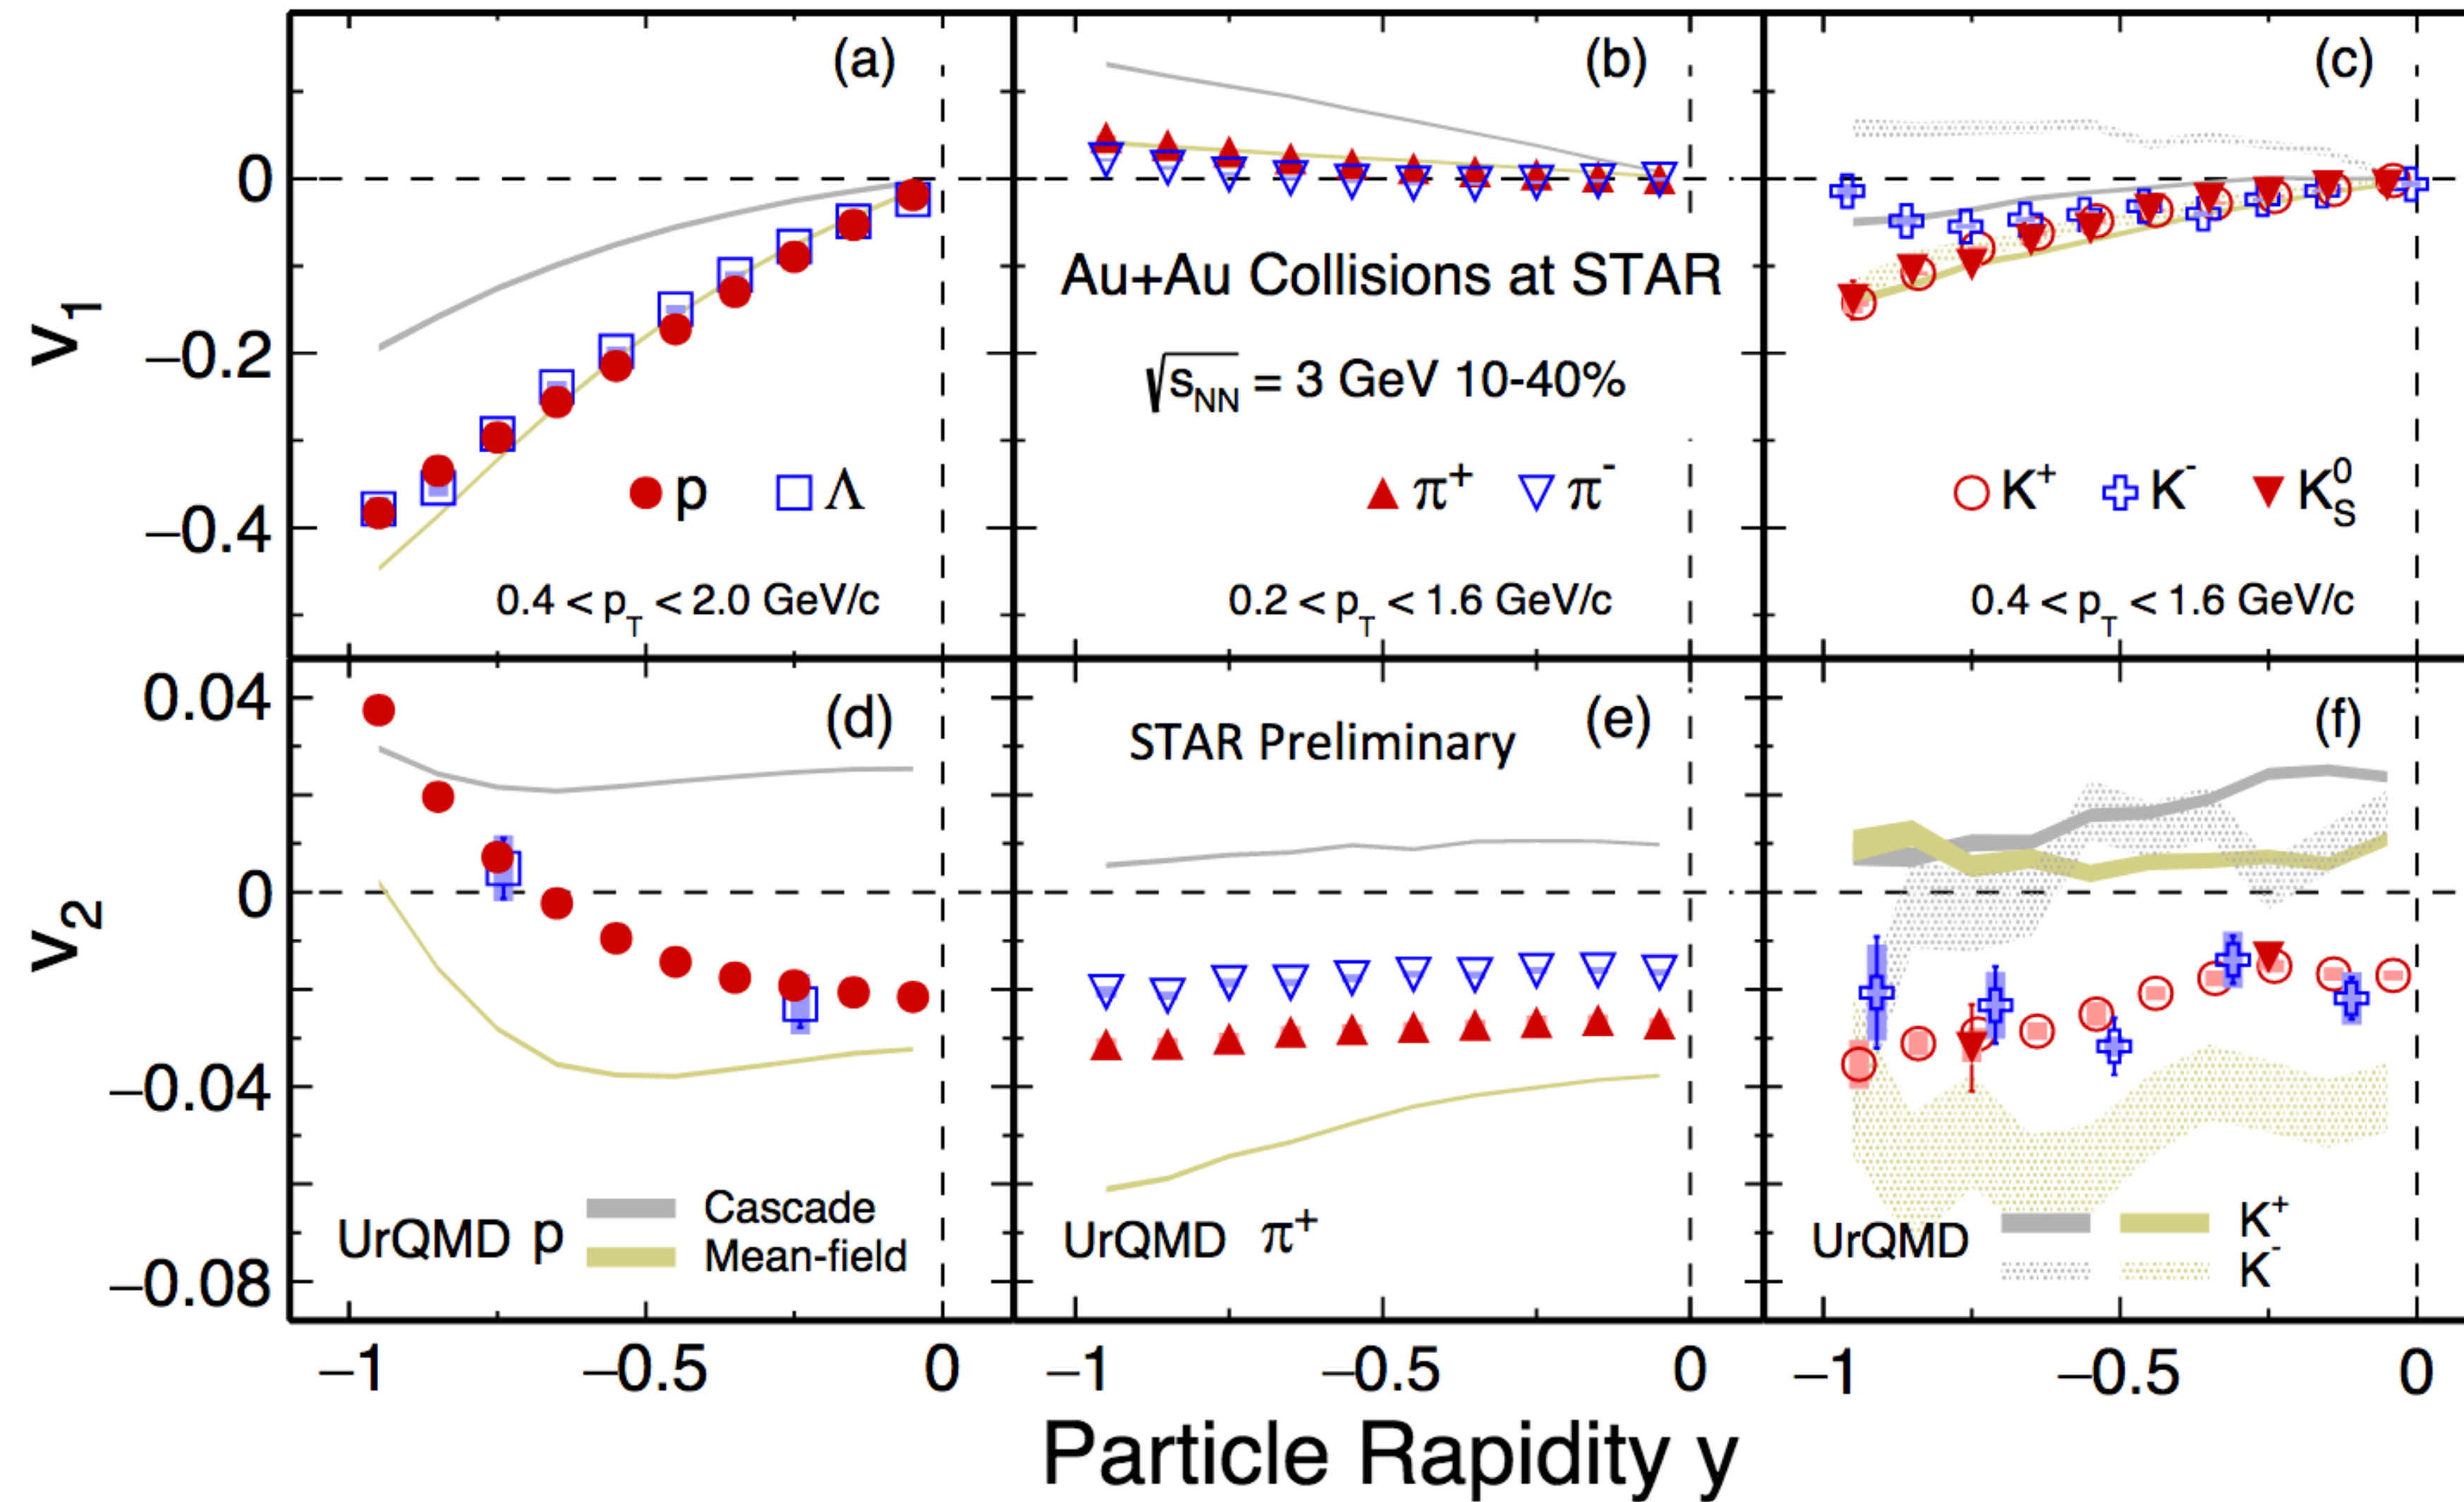 (a)
(b)
(c)
v1
0
−0.2
−0.4
Au+Au Collisions at STAR
√sNN = 3 GeV 10-40%
p Λ
π+ π-
K+ K- K0S
0.4 < pT < 2.0 GeV/c
0.2 < pT < 1.6 GeV/c
0.4 < pT < 1.6 GeV/c
(d)
STAR Preliminary
(e)
(f)
v2
0.04
0
−0.04
−0.08
UrQMD p
Cascade
Mean-field
UrQMD π+
UrQMD
K+
K-
−1 −0.5 0
−1 −0.5 0
−1 −0.5 0
Particle Rapidity y